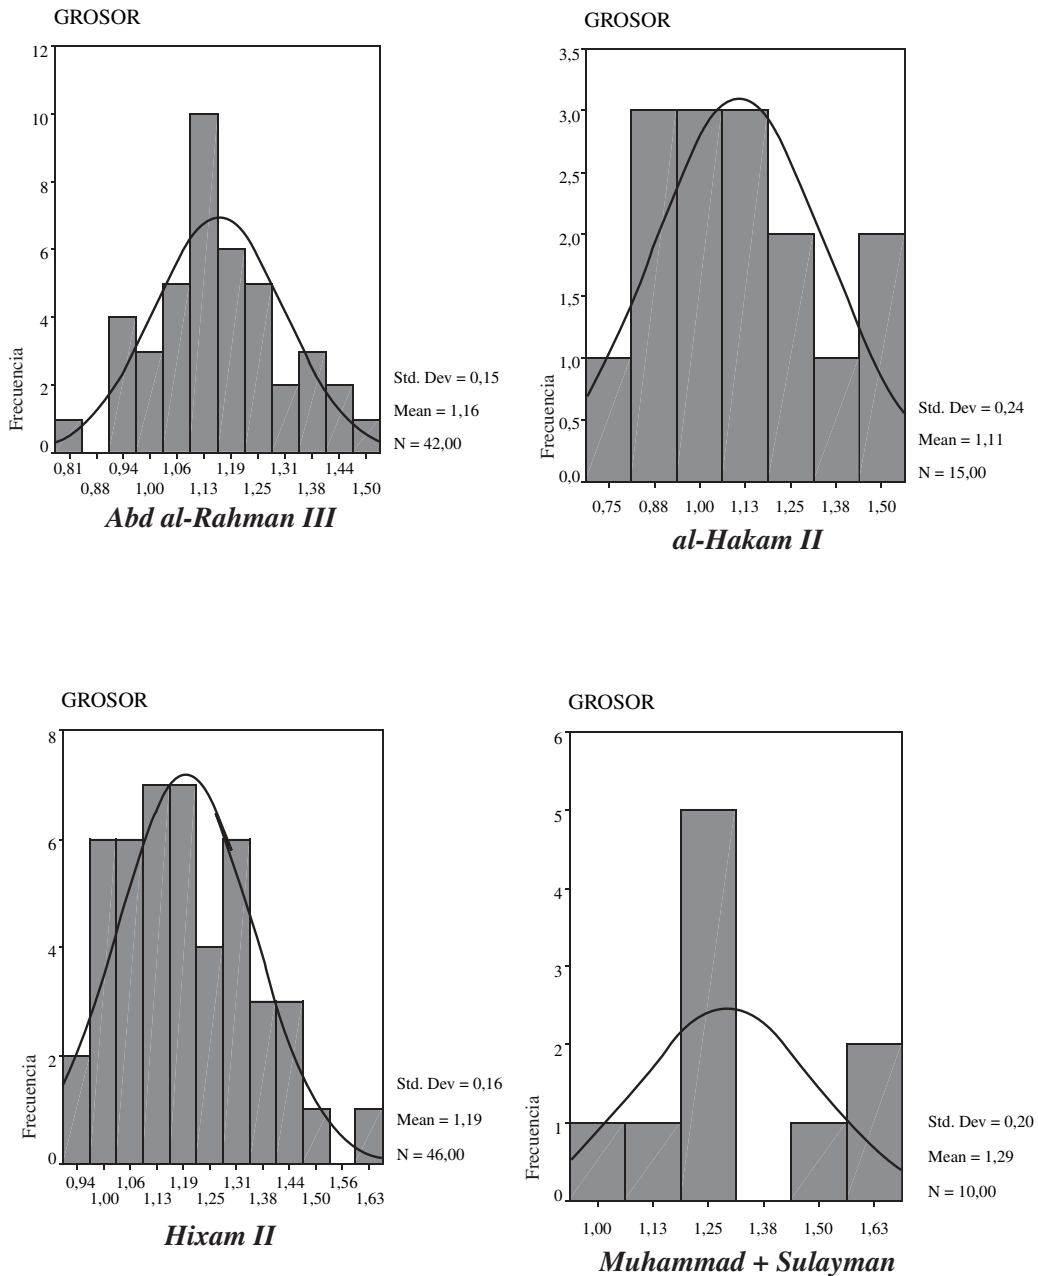 GROSOR
12
10
8
6
4
2
0
Frecuencia
0,81 0,94 1,06 1,19 1,31 1,44
0,88 1,00 1,13 1,25 1,38 1,50
Std. Dev = 0,15
Mean = 1,16
N = 42,00
Abd al-Rahman III
GROSOR
3,5
3,0
2,5
2,0
1,5
1,0
0,5
0,0
Frecuencia
0,75 0,88 1,00 1,13 1,25 1,38 1,50
Std. Dev = 0,24
Mean = 1,11
N = 15,00
al-Hakam II
GROSOR
8
6
4
2
0
Frecuencia
0,94 1,06 1,19 1,31 1,44 1,56
1,00 1,13 1,25 1,38 1,50 1,63
Std. Dev = 0,16
Mean = 1,19
N = 46,00
Hixam II
GROSOR
6
5
4
3
2
1
0
Frecuencia
1,00 1,13 1,25 1,38 1,50 1,63
Std. Dev = 0,20
Mean = 1,29
N = 10,00
Muhammad + Sulayman